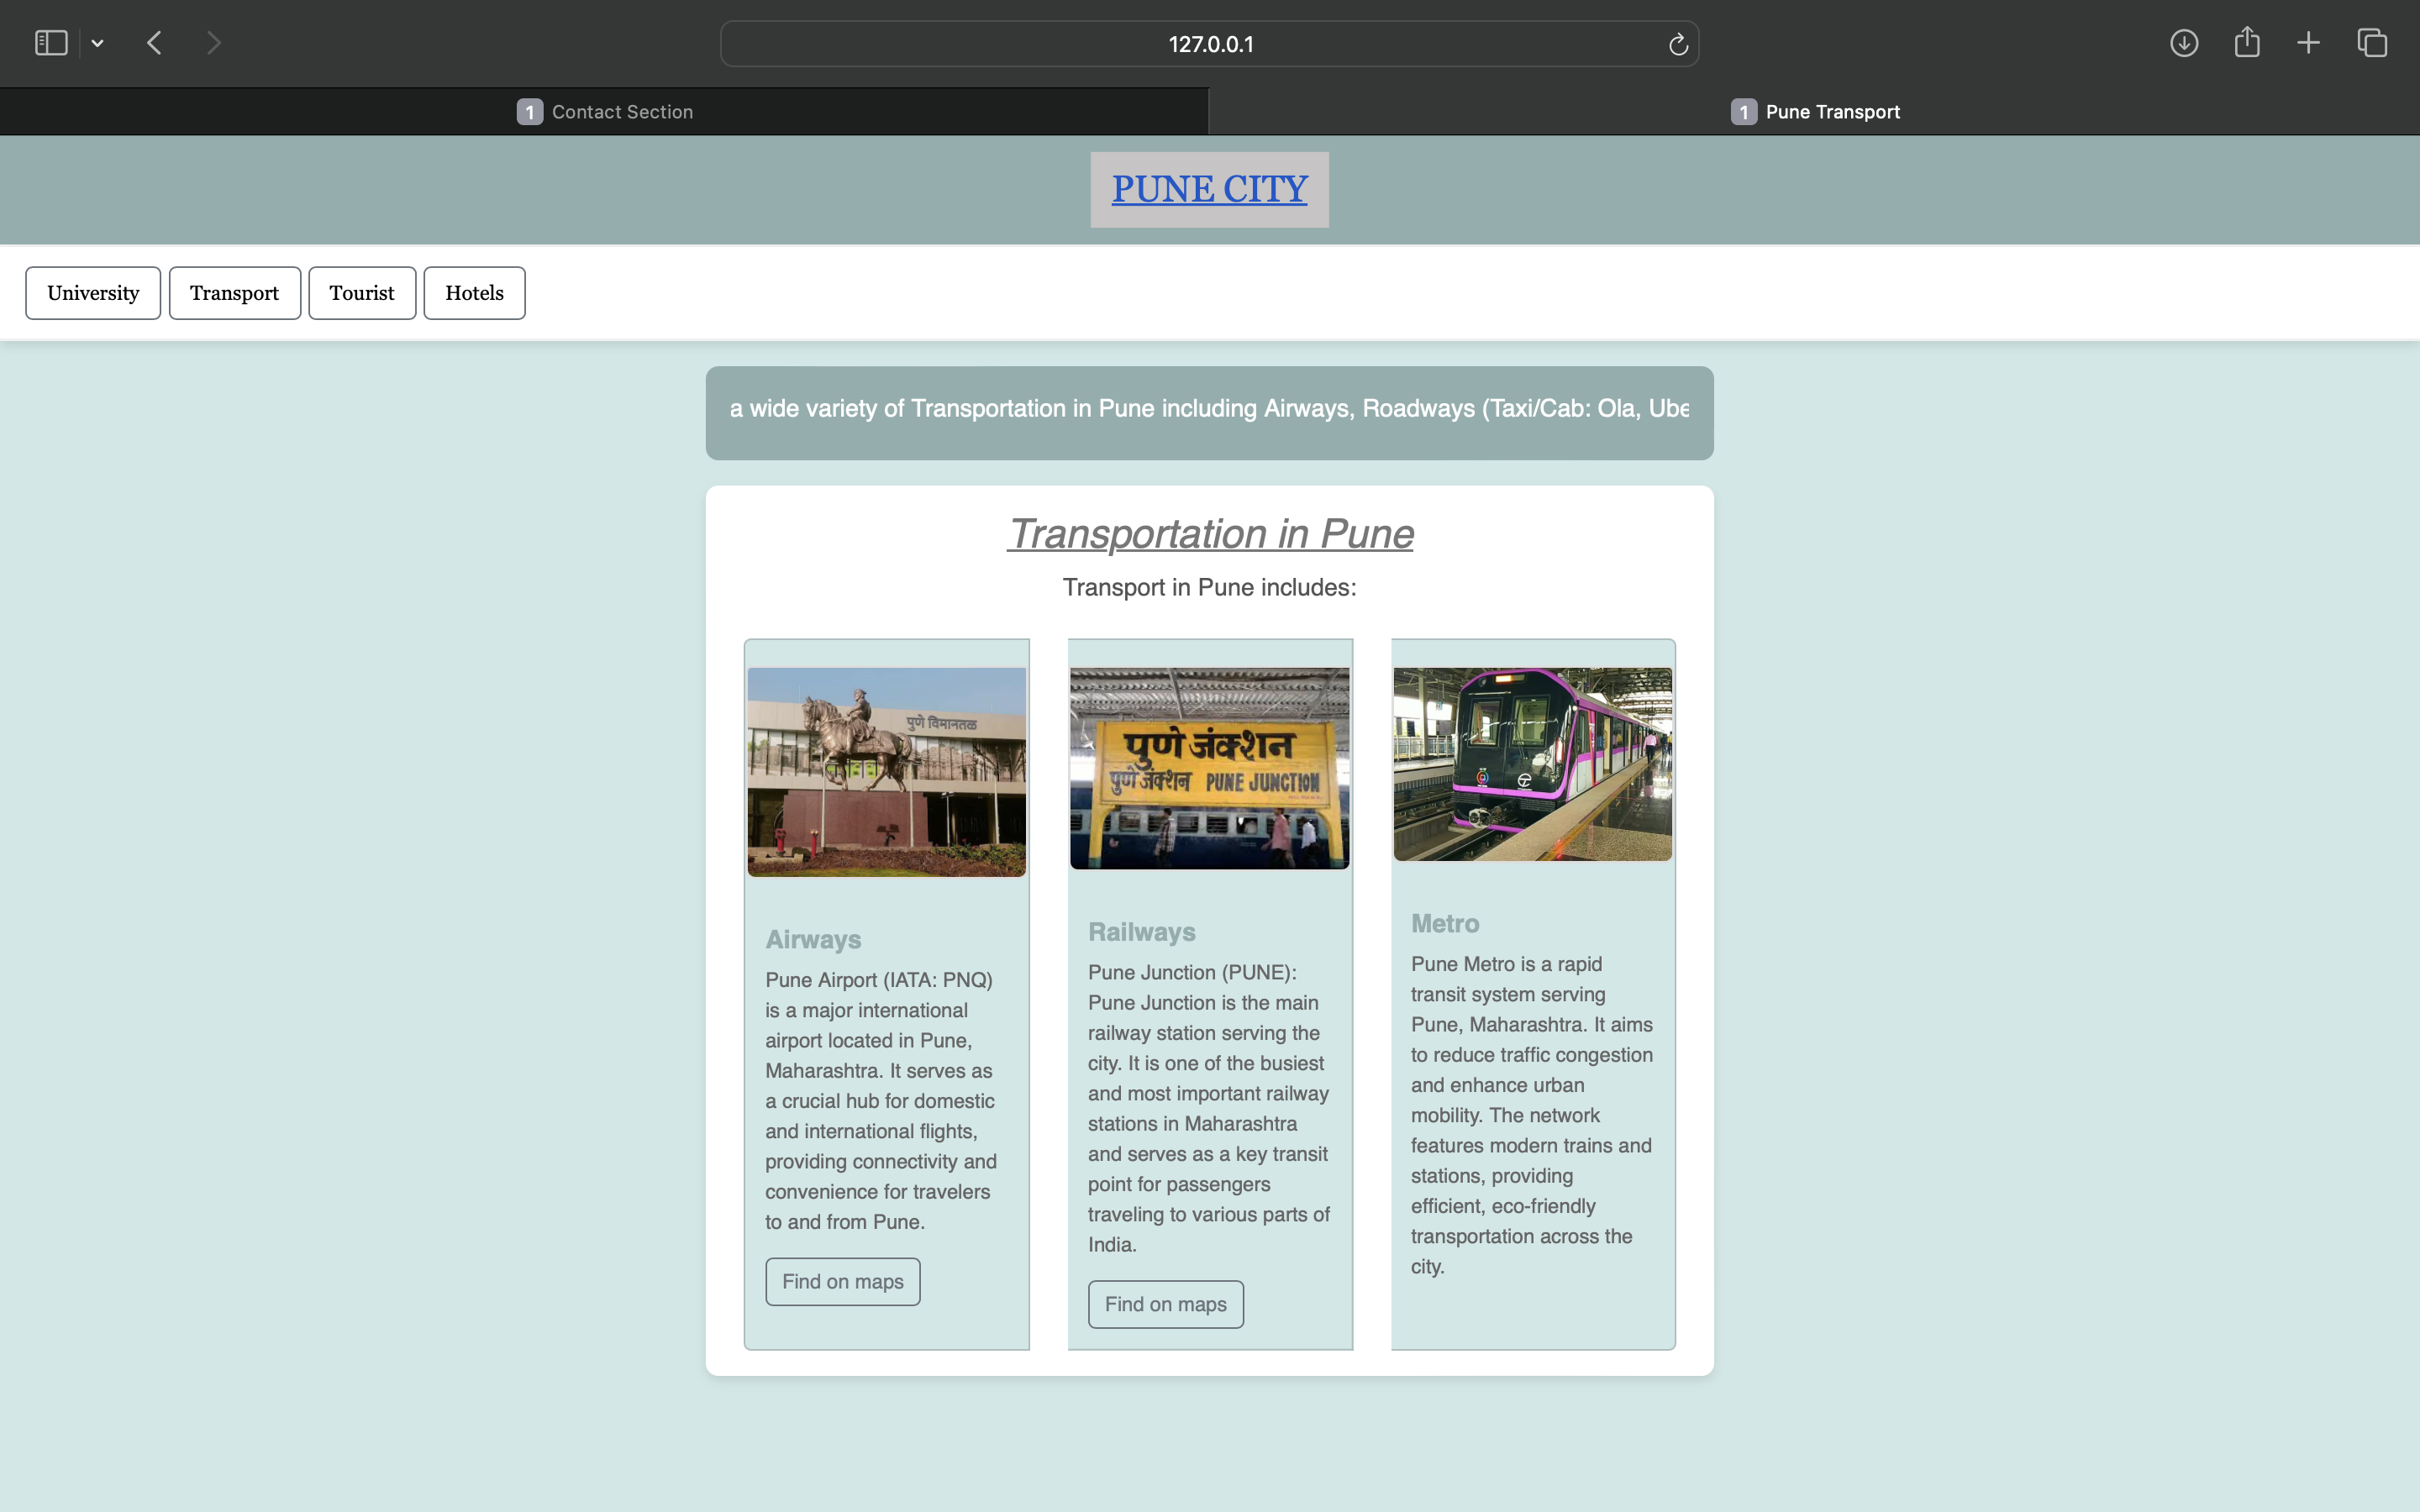 127.0.0.1
1 Contact Section
1 Pune Transport
PUNE CITY
University
Transport
Tourist
Hotels
a wide variety of Transportation in Pune including Airways, Roadways (Taxi/Cab: Ola, Ube
Transportation in Pune
Transport in Pune includes:
पुणे विमानतळ
Airways
Pune Airport (IATA: PNQ)
is a major international
airport located in Pune,
Maharashtra. It serves as
a crucial hub for domestic
and international flights,
providing connectivity and
convenience for travelers
to and from Pune.
Find on maps
पुणे जंक्शन
पुणे जंक्शन PUNE JUNCTION
Railways
Pune Junction (PUNE):
Pune Junction is the main
railway station serving the
city. It is one of the busiest
and most important railway
stations in Maharashtra
and serves as a key transit
point for passengers
traveling to various parts of
India.
Find on maps
Metro
Pune Metro is a rapid
transit system serving
Pune, Maharashtra. It aims
to reduce traffic congestion
and enhance urban
mobility. The network
features modern trains and
stations, providing
efficient, eco-friendly
transportation across the
city.